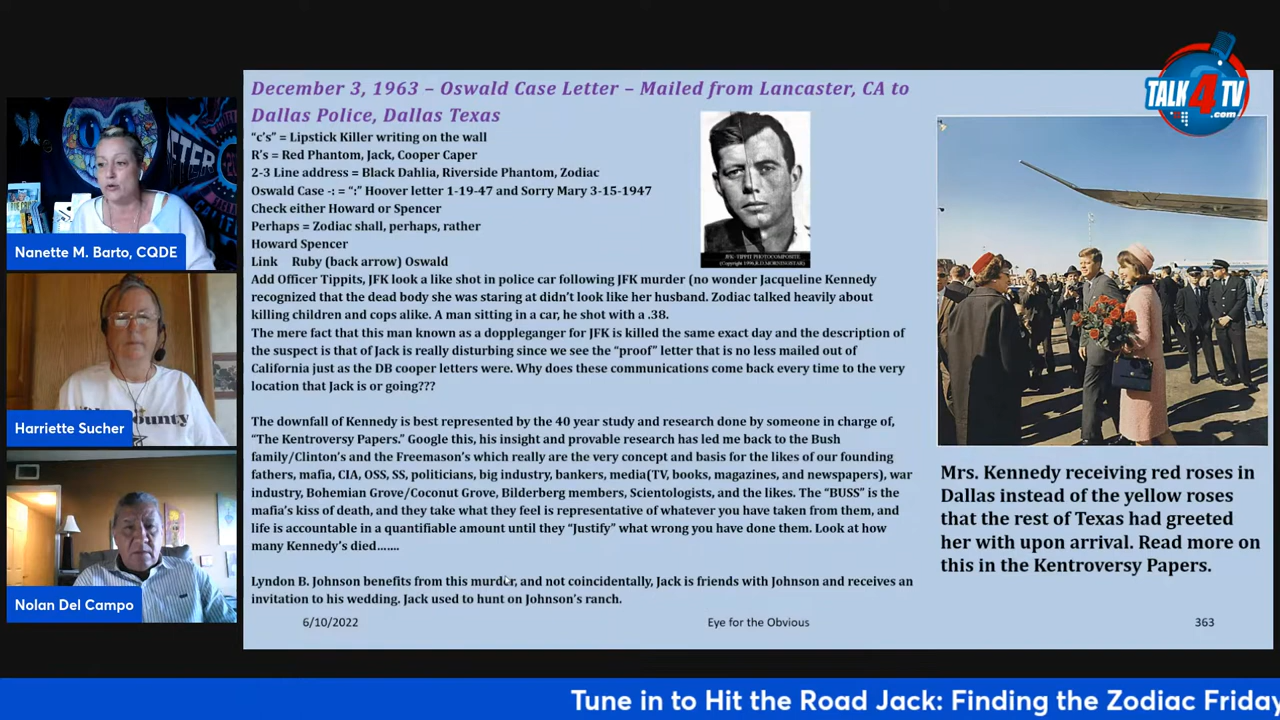 December 3, 1963 – Oswald Case Letter – Mailed from Lancaster, CA to
Dallas Police, Dallas Texas
“c's” = Lipstick Killer writing on the wall
R's = Red Phantom, Jack, Cooper Caper
2-3 Line address = Black Dahlia, Riverside Phantom, Zodiac
Oswald Case -: = “:” Hoover letter 1-19-47 and Sorry Mary 3-15-1947
Check either Howard or Spencer
Perhaps = Zodiac shall, perhaps, rather
Howard Spencer
Link Ruby (back arrow) Oswald
Add Officer Tippits, JFK look a like shot in police car following JFK murder (no wonder Jacqueline Kennedy
recognized that the dead body she was staring at didn't look like her husband. Zodiac talked heavily about
killing children and cops alike. A man sitting in a car, he shot with a .38.
The mere fact that this man known as a doppleganger for JFK is killed the same exact day and the description of
the suspect is that of Jack is really disturbing since we see the “proof” letter that is no less mailed out of
California just as the DB cooper letters were. Why does these communications come back every time to the very
location that Jack is or going???
The downfall of Kennedy is best represented by the 40 year study and research done by someone in charge of,
“The Kentroversy Papers.” Google this, his insight and provable research has led me back to the Bush
family/Clinton's and the Freemason's which really are the very concept and basis for the likes of our founding
fathers, mafia, CIA, OSS, SS, politicians, big industry, bankers, media(TV, books, magazines, and newspapers), war
industry, Bohemian Grove/Coconut Grove, Bilderberg members, Scientologists, and the likes. The “BUSS” is the
mafia's kiss of death, and they take what they feel is representative of whatever you have taken from them, and
life is accountable in a quantifiable amount until they “Justify” what wrong you have done them. Look at how
many Kennedy's died…….
Lyndon B. Johnson benefits from this murder, and not coincidentally, Jack is friends with Johnson and receives an
invitation to his wedding. Jack used to hunt on Johnson's ranch.
6/10/2022
Eye for the Obvious
363
JFK-TIPPIT PHOTOCOMPOSITE
(Copyright 1996,R.D.MORNINGSTAR)
Mrs. Kennedy receiving red roses in
Dallas instead of the yellow roses
that the rest of Texas had greeted
her with upon arrival. Read more on
this in the Kentroversy Papers.
TALK 4 TV
.com
Nanette M. Barto, CQDE
Harriette Sucher
Nolan Del Campo
Tune in to Hit the Road Jack: Finding the Zodiac Friday